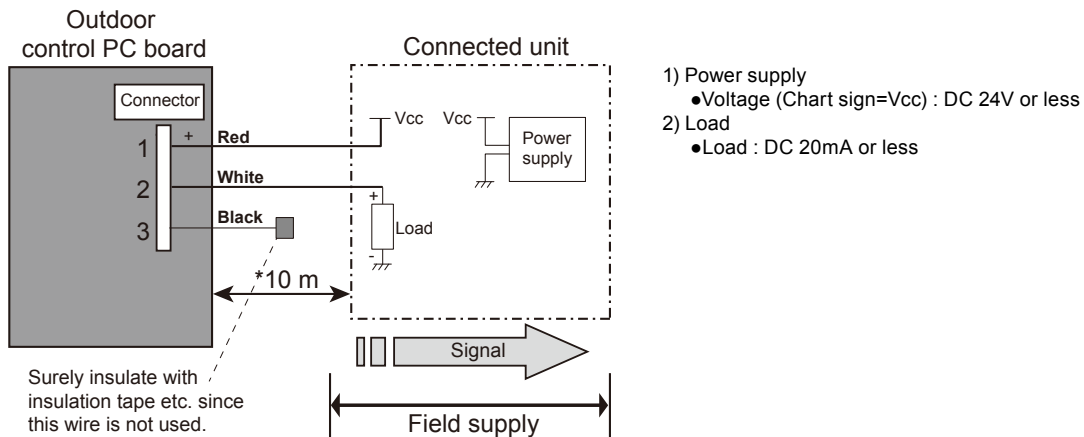 Outdoor
control PC board
Connected unit
Connector
1
+
Red
2
White
3
Black
*10 m
Vcc
Vcc
Power
supply
+
Load
-
Signal
Field supply
Surely insulate with
insulation tape etc. since
this wire is not used.
1) Power supply
●Voltage (Chart sign=Vcc) : DC 24V or less
2) Load
●Load : DC 20mA or less